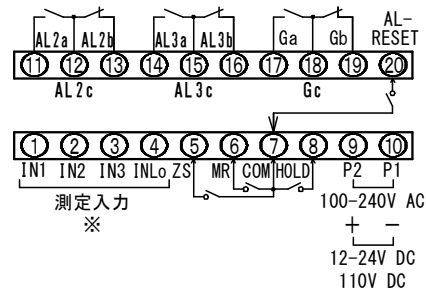 AL2a AL2b AL3a AL3b Ga Gb AL-RESET
⑪ ⑫ ⑬ ⑭ ⑮ ⑯ ⑰ ⑱ ⑲ ⑳
AL2c AL3c Gc
① ② ③ ④ ⑤ ⑥ ⑦ ⑧ ⑨ ⑩
IN1 IN2 IN3 INLo ZS MR COM HOLD P2 P1
測定入力
※
100-240V AC
+ −
12-24V DC
110V DC